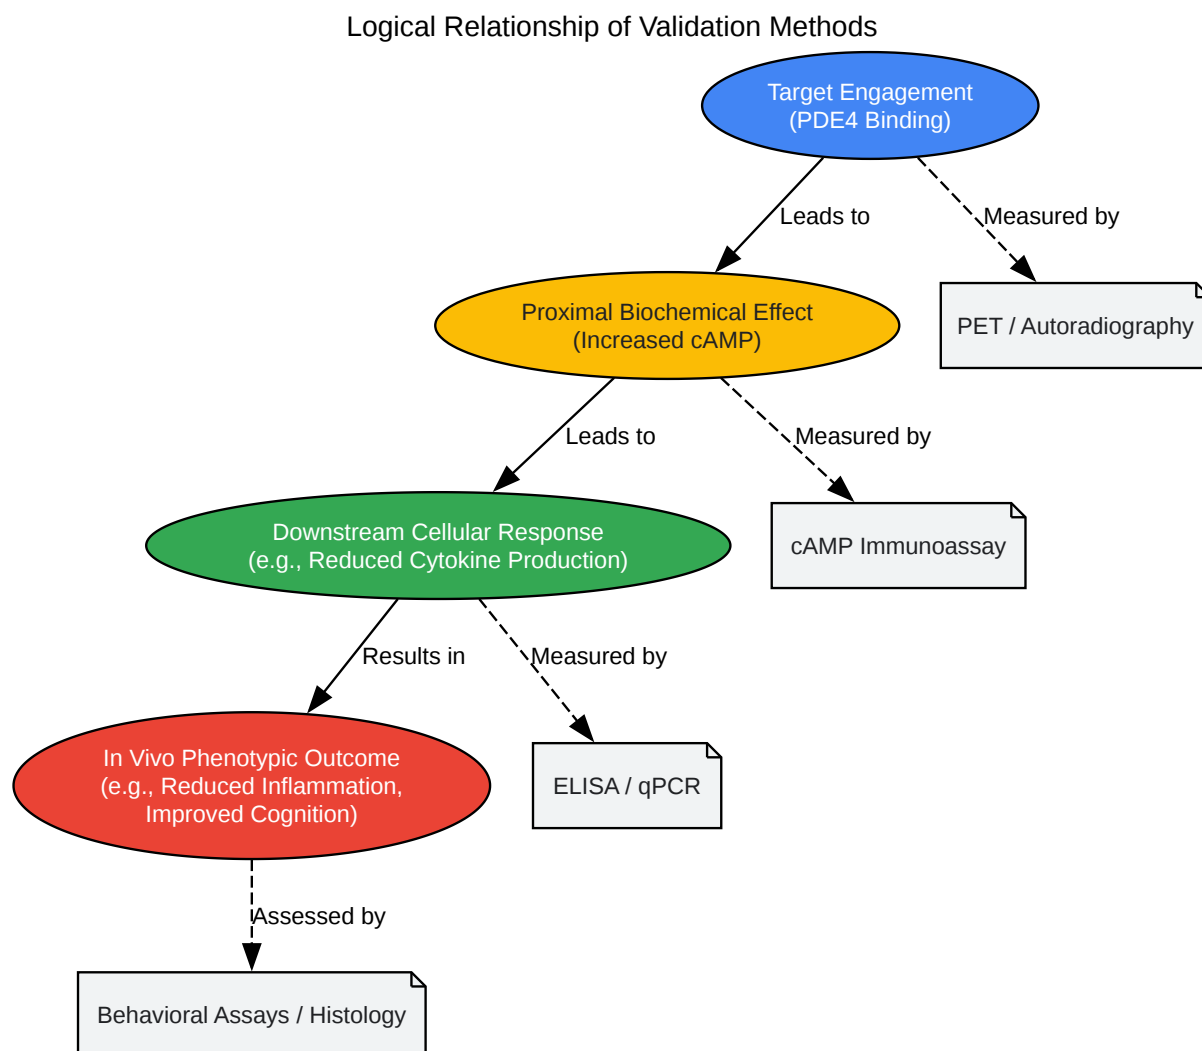 Logical Relationship of Validation Methods
Target Engagement
(PDE4 Binding)
Leads to
Measured by
PET / Autoradiography
Proximal Biochemical Effect
(Increased cAMP)
Leads to
Measured by
cAMP Immunoassay
Downstream Cellular Response
(e.g., Reduced Cytokine Production)
Results in
Measured by
ELISA / qPCR
In Vivo Phenotypic Outcome
(e.g., Reduced Inflammation,
Improved Cognition)
Assessed by
Behavioral Assays / Histology